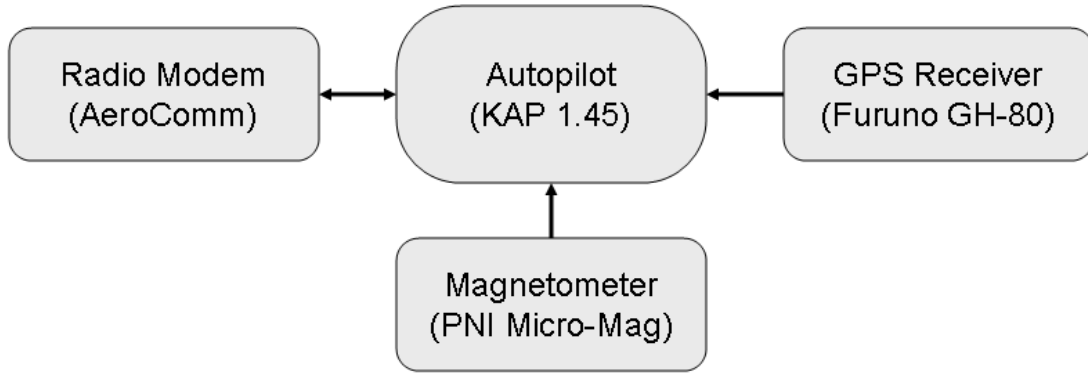 Radio Modem
(AeroComm)
Autopilot
(KAP 1.45)
GPS Receiver
(Furuno GH-80)
Magnetometer
(PNI Micro-Mag)